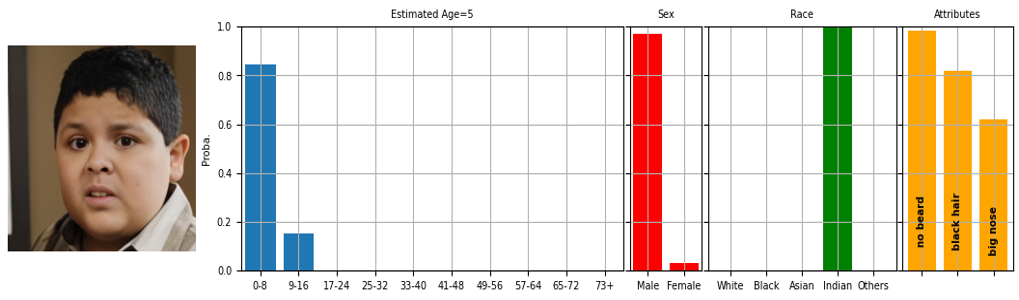 Estimated Age=5
Sex
Race
Attributes
Proba.
1.0
0.8
0.6
0.4
0.2
0.0
0-8 9-16 17-24 25-32 33-40 41-48 49-56 57-64 65-72 73+
Male Female
White Black Asian Indian Others
no beard
black hair
big nose